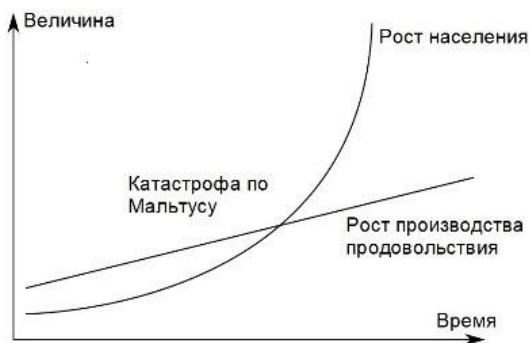 Величина
Рост населения
Катастрофа по
Мальтусу
Рост производства
продовольствия
Время